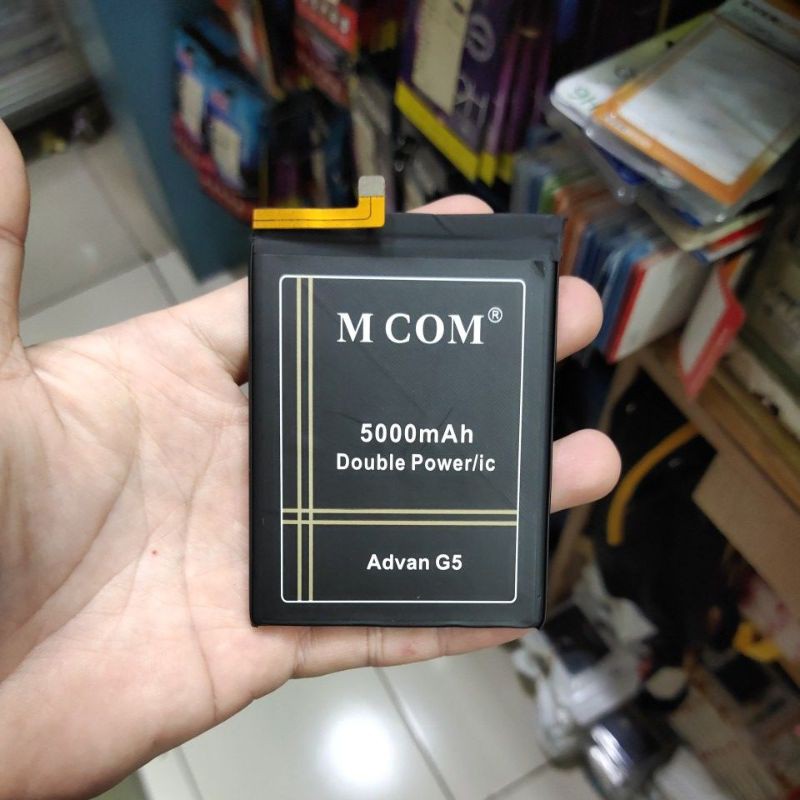 M COM®
5000mAh
Double Power/ic
Advan G5